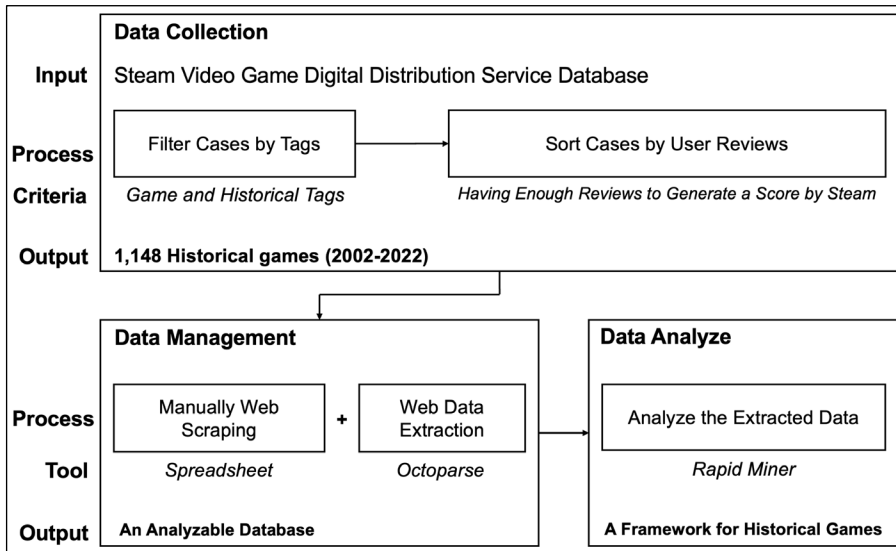 Data Collection
Input
Steam Video Game Digital Distribution Service Database
Process
Filter Cases by Tags
Sort Cases by User Reviews
Criteria
Game and Historical Tags
Having Enough Reviews to Generate a Score by Steam
Output
1,148 Historical games (2002-2022)
Data Management
Process
Manually Web
Scraping
+
Web Data
Extraction
Tool
Spreadsheet
Octoparse
Output
An Analyzable Database
Data Analyze
Analyze the Extracted Data
Rapid Miner
A Framework for Historical Games